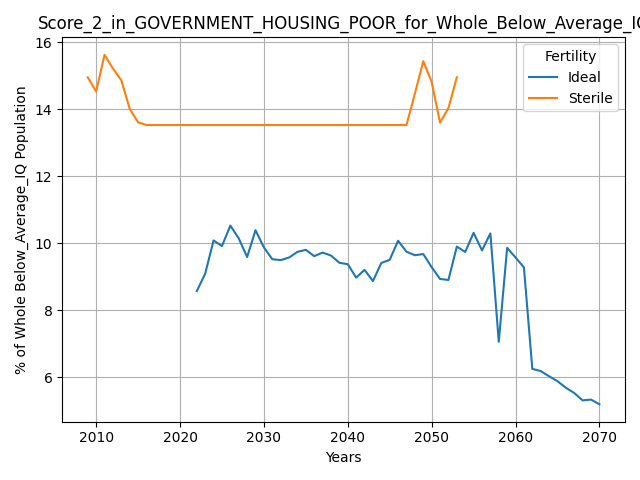 Score_2_in_GOVERNMENT_HOUSING_POOR_for_Whole_Below_Average_IQ
Fertility
Ideal
Sterile
% of Whole Below_Average_IQ Population
16
14
12
10
8
6
2010 2020 2030 2040 2050 2060 2070
Years